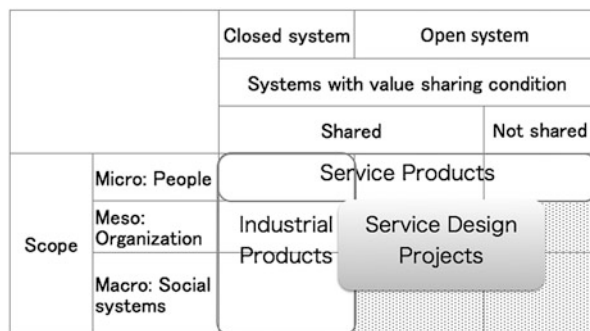 Closed system
Open system
Systems with value sharing condition
Shared
Not shared
Scope
Micro: People
Service Products
Meso:
Organization
Industrial
Products
Service Design
Projects
Macro: Social
systems